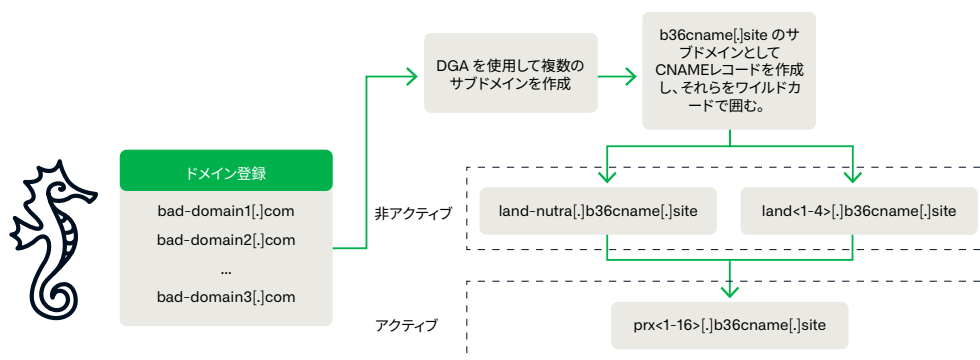 DGA を使用して複数の
サブドメインを作成
b36cname[.]site のサ
ブドメインとして
CNAMEレコードを作成
し、それらをワイルドカ
ードで囲む。
ドメイン登録
bad-domain1[.]com
bad-domain2[.]com
...
bad-domain3[.]com
非アクティブ
land-nutra[.]b36cname[.]site
land<1-4>[.]b36cname[.]site
アクティブ
prx<1-16>[.]b36cname[.]site